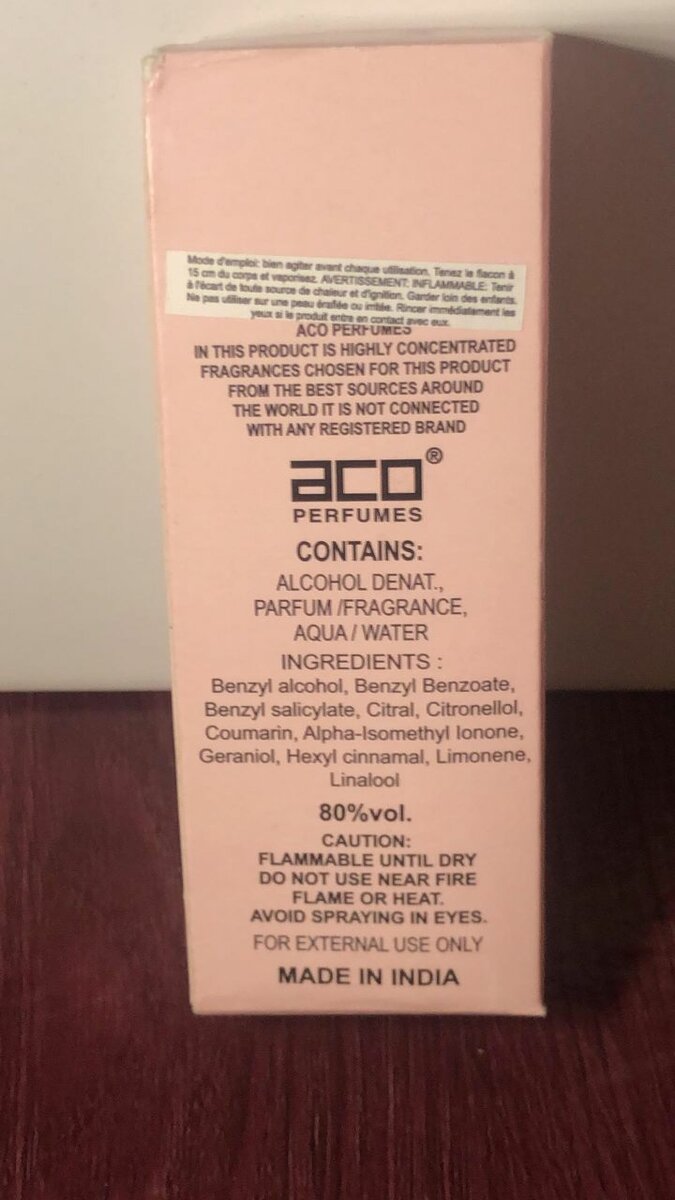 Mode d'emploi: bien agiter avant chaque utilisation. Tenez le flacon à
15 cm du corps et vaporisez. AVERTISSEMENT: INFLAMMABLE: Tenir
à l'écart de toute source de chaleur et d'ignition. Garder loin des enfants.
Ne pas utiliser sur une peau éraflée ou irritée. Rincer immédiatement les
yeux si le produit entre en contact avec eux.
ACO PERFUMES
IN THIS PRODUCT IS HIGHLY CONCENTRATED
FRAGRANCES CHOSEN FOR THIS PRODUCT
FROM THE BEST SOURCES AROUND
THE WORLD IT IS NOT CONNECTED
WITH ANY REGISTERED BRAND
aco®
PERFUMES
CONTAINS:
ALCOHOL DENAT.,
PARFUM /FRAGRANCE,
AQUA / WATER
INGREDIENTS :
Benzyl alcohol, Benzyl Benzoate,
Benzyl salicylate, Citral, Citronellol,
Coumarin, Alpha-Isomethyl Ionone,
Geraniol, Hexyl cinnamal, Limonene,
Linalool
80%vol.
CAUTION:
FLAMMABLE UNTIL DRY
DO NOT USE NEAR FIRE
FLAME OR HEAT.
AVOID SPRAYING IN EYES.
FOR EXTERNAL USE ONLY
MADE IN INDIA